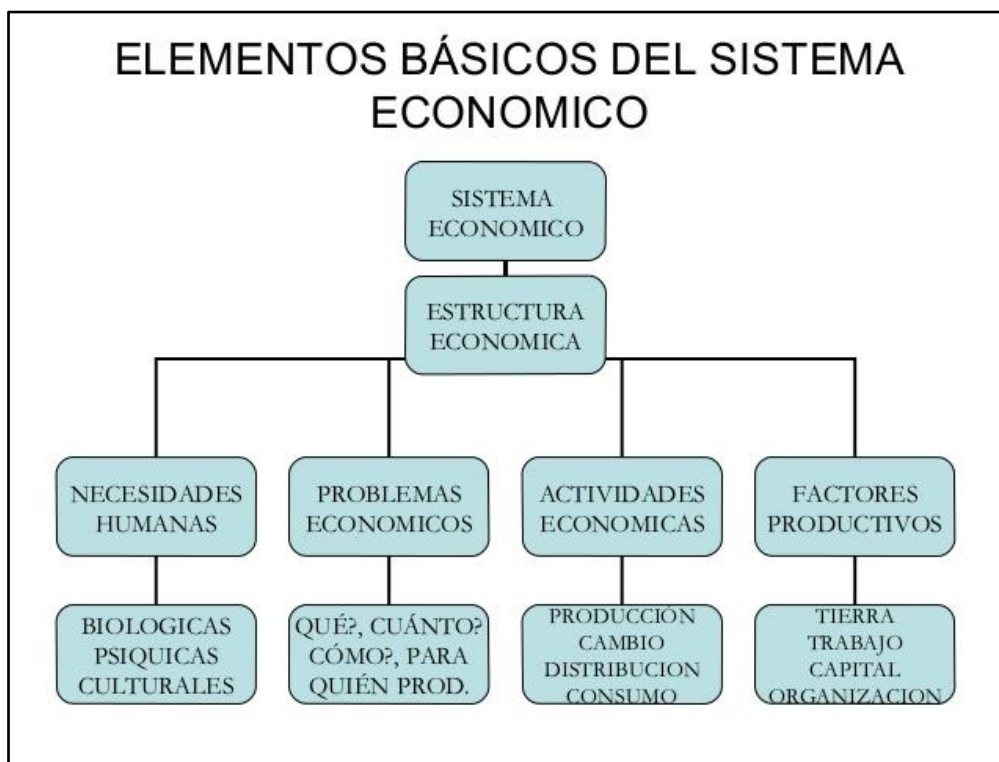 ELEMENTOS BÁSICOS DEL SISTEMA
ECONOMICO
SISTEMA
ECONOMICO
ESTRUCTURA
ECONOMICA
NECESIDADES
HUMANAS
PROBLEMAS
ECONOMICOS
ACTIVIDADES
ECONOMICAS
FACTORES
PRODUCTIVOS
BIOLOGICAS
PSIQUICAS
CULTURALES
QUÉ?, CUÁNTO?
CÓMO?, PARA
QUIÉN PROD.
PRODUCCIÓN
CAMBIO
DISTRIBUCION
CONSUMO
TIERRA
TRABAJO
CAPITAL
ORGANIZACION